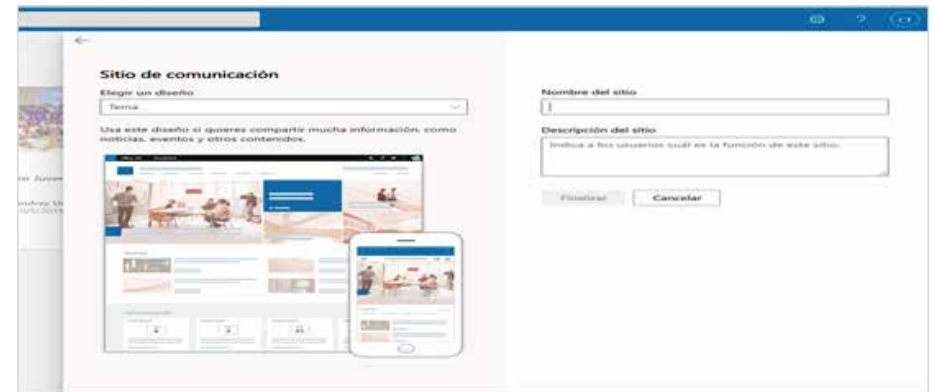 Sitio de comunicación
Elegir un diseño
Tema
Usa este diseño si quieres compartir mucha información, como
noticias, eventos y otros contenidos.
Nombre del sitio
Descripción del sitio
Indica a los usuarios cuál es la función de este sitio.
Finalizar
Cancelar